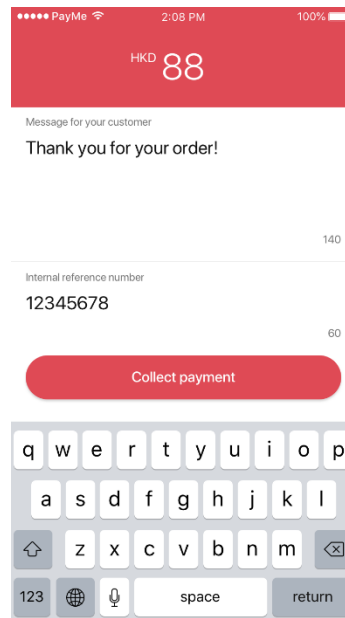 PayMe 2:08 PM 100%
HKD 88
Message for your customer
Thank you for your order!
140
Internal reference number
12345678
60
Collect payment
q w e r t y u i o p
a s d f g h j k l
z x c v b n m
123 space return